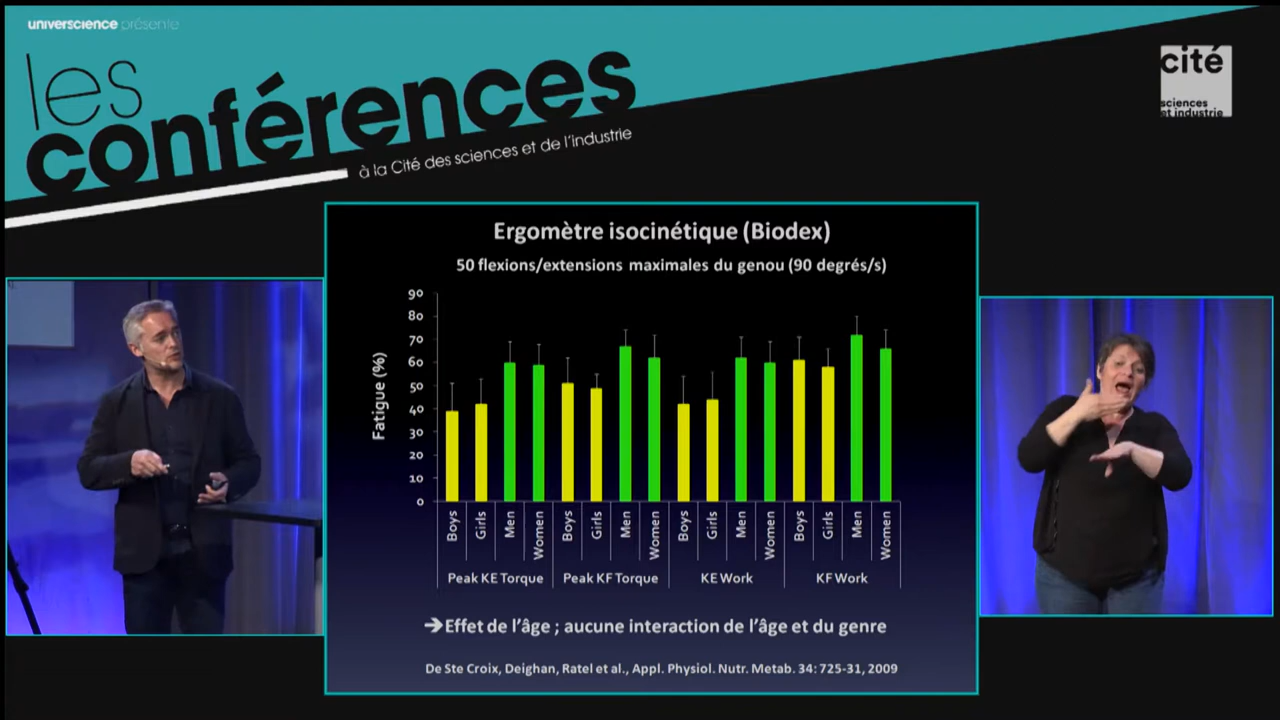 universcience présente
les
conférences
à la Cité des sciences et de l'industrie
cité
sciences
et industrie
Ergomètre isocinétique (Biodex)
50 flexions/extensions maximales du genou (90 degrés/s)
Fatigue (%)
90
80
70
60
50
40
30
20
10
0
Boys Girls Men Women Boys Girls Men Women Boys Girls Men Women Boys Girls Men Women
Peak KE Torque Peak KF Torque KE Work KF Work
➔Effet de l'âge ; aucune interaction de l'âge et du genre
De Ste Croix, Deighan, Ratel et al., Appl. Physiol. Nutr. Metab. 34: 725-31, 2009